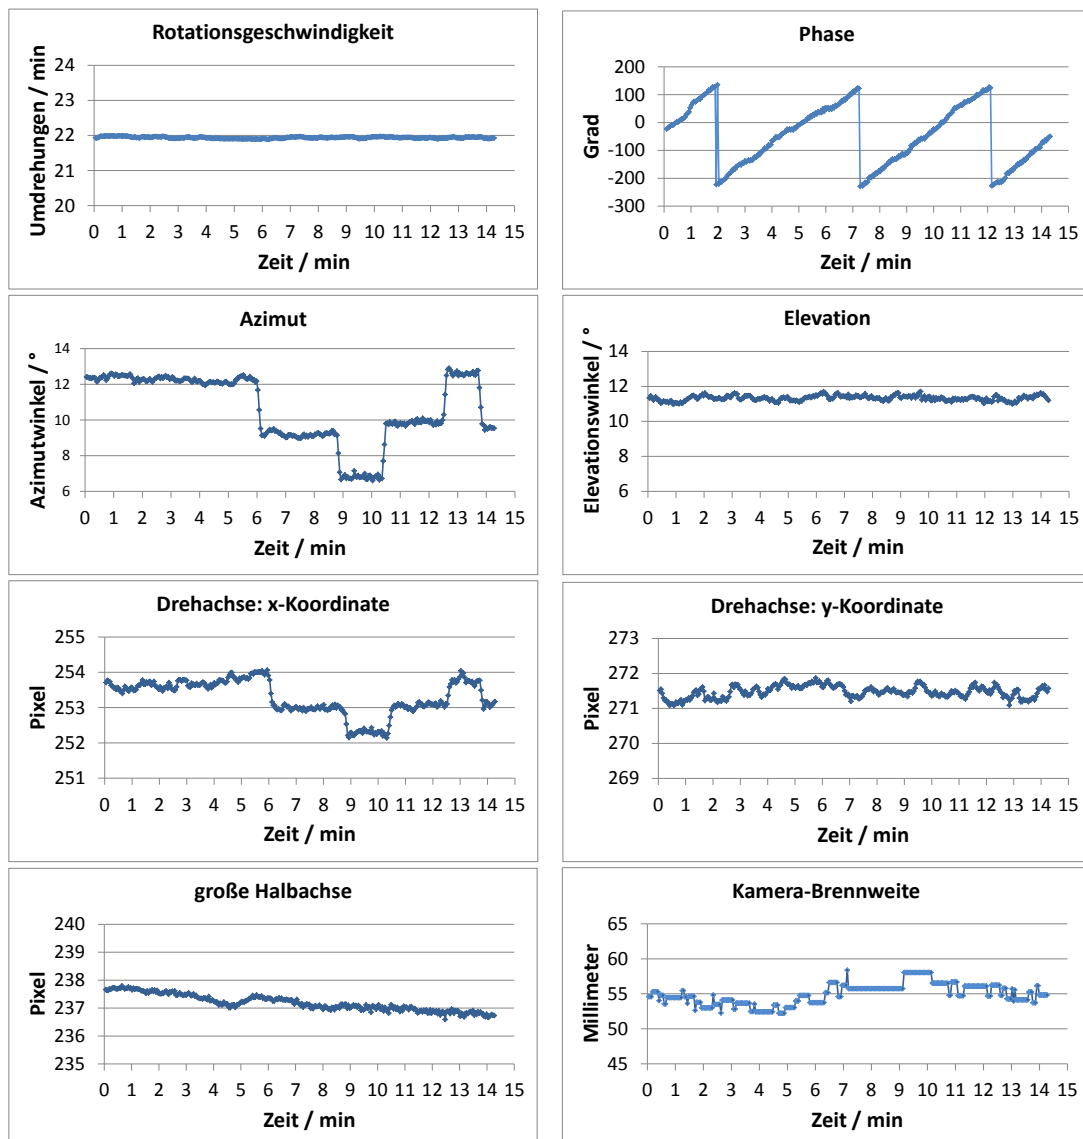 Rotationsgeschwindigkeit
Umdrehungen / min
24
23
22
21
20
0 1 2 3 4 5 6 7 8 9 10 11 12 13 14 15
Zeit / min
Phase
Grad
200
100
0
-100
-200
-300
0 1 2 3 4 5 6 7 8 9 10 11 12 13 14 15
Zeit / min
Azimut
Azimutwinkel / °
14
12
10
8
6
0 1 2 3 4 5 6 7 8 9 10 11 12 13 14 15
Zeit / min
Elevation
Elevationswinkel / °
14
12
10
8
6
0 1 2 3 4 5 6 7 8 9 10 11 12 13 14 15
Zeit / min
Drehachse: x-Koordinate
Pixel
255
254
253
252
251
0 1 2 3 4 5 6 7 8 9 10 11 12 13 14 15
Zeit / min
Drehachse: y-Koordinate
Pixel
273
272
271
270
269
0 1 2 3 4 5 6 7 8 9 10 11 12 13 14 15
Zeit / min
große Halbachse
Pixel
240
239
238
237
236
235
0 1 2 3 4 5 6 7 8 9 10 11 12 13 14 15
Zeit / min
Kamera-Brennweite
Millimeter
65
60
55
50
45
0 1 2 3 4 5 6 7 8 9 10 11 12 13 14 15
Zeit / min